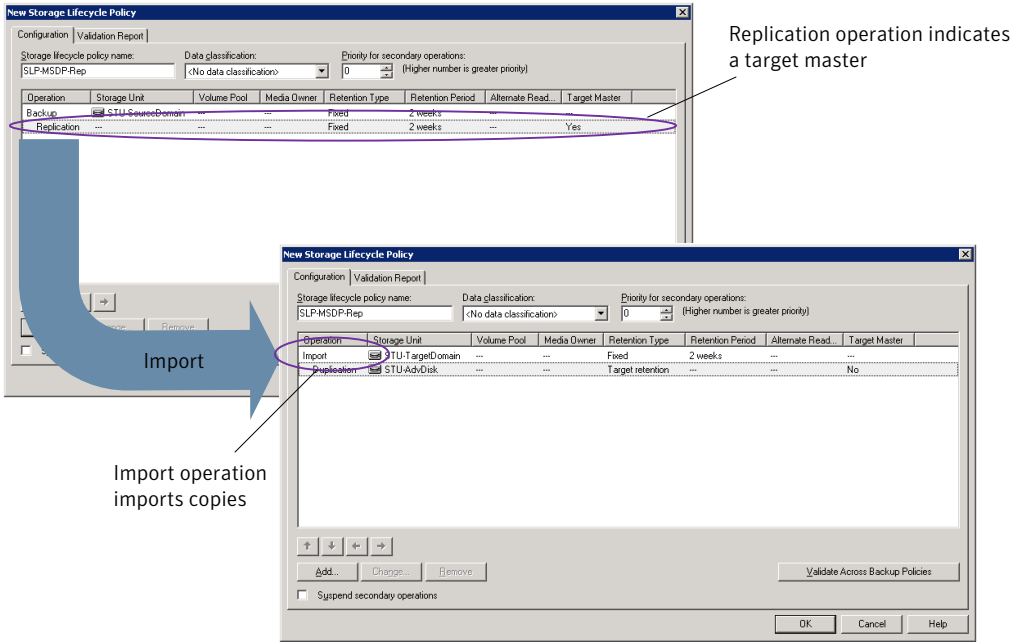 New Storage Lifecycle Policy
Configuration Validation Report
Storage lifecycle policy name: Data classification: Priority for secondary operations:
SLP-MSDP-Rep <No data classification> 0 (Higher number is greater priority)
Operation Storage Unit Volume Pool Media Owner Retention Type Retention Period Alternate Read... Target Master
Backup STU-SourceDomain --- --- Fixed 2 weeks --- ---
Replication --- --- --- Fixed 2 weeks --- Yes
Replication operation indicates
a target master
Remove
Import
New Storage Lifecycle Policy
Configuration Validation Report
Storage lifecycle policy name: Data classification: Priority for secondary operations:
SLP-MSDP-Rep <No data classification> 0 (Higher number is greater priority)
Operation Storage Unit Volume Pool Media Owner Retention Type Retention Period Alternate Read... Target Master
Import STU-TargetDomain --- --- Fixed 2 weeks --- ---
Duplication STU-AdvDisk --- --- Target retention --- --- No
Import operation
imports copies
Add... Change... Remove Validate Across Backup Policies
Suspend secondary operations
OK Cancel Help